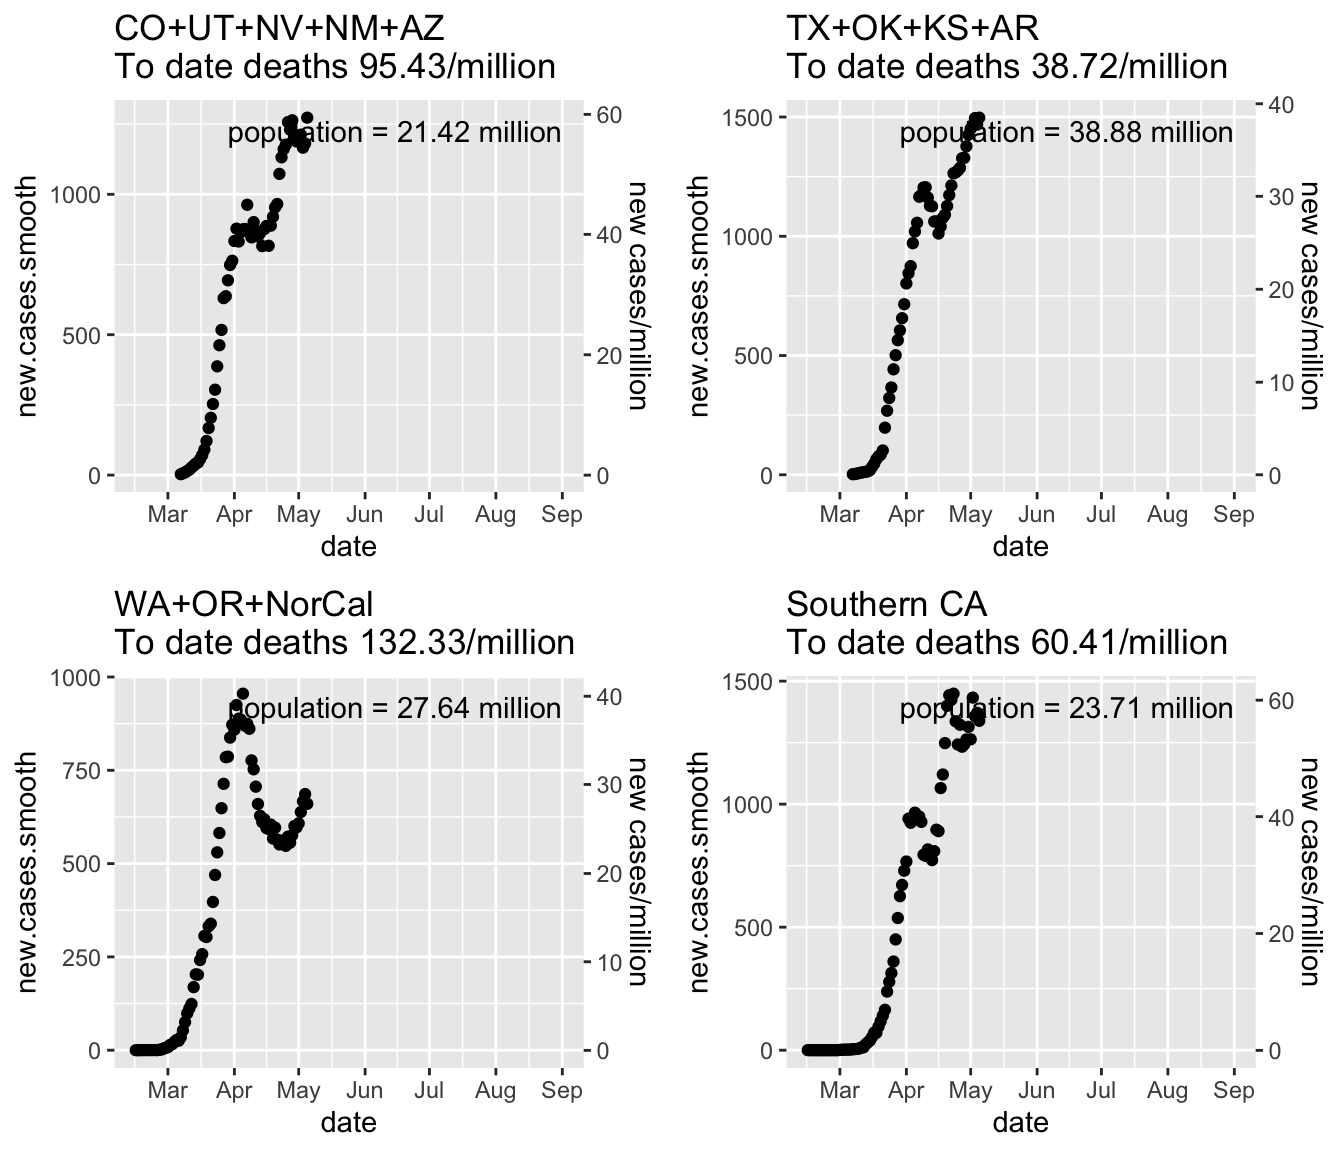 CO+UT+NV+NM+AZ
To date deaths 95.43/million
population = 21.42 million
new.cases.smooth
1000
500
0
60
40
20
0
new cases/million
Mar Apr May Jun Jul Aug Sep
date
TX+OK+KS+AR
To date deaths 38.72/million
population = 38.88 million
new.cases.smooth
1500
1000
500
0
40
30
20
10
0
new cases/million
Mar Apr May Jun Jul Aug Sep
date
WA+OR+NorCal
To date deaths 132.33/million
population = 27.64 million
new.cases.smooth
1000
750
500
250
0
40
30
20
10
0
new cases/million
Mar Apr May Jun Jul Aug Sep
date
Southern CA
To date deaths 60.41/million
population = 23.71 million
new.cases.smooth
1500
1000
500
0
60
40
20
0
new cases/million
Mar Apr May Jun Jul Aug Sep
date